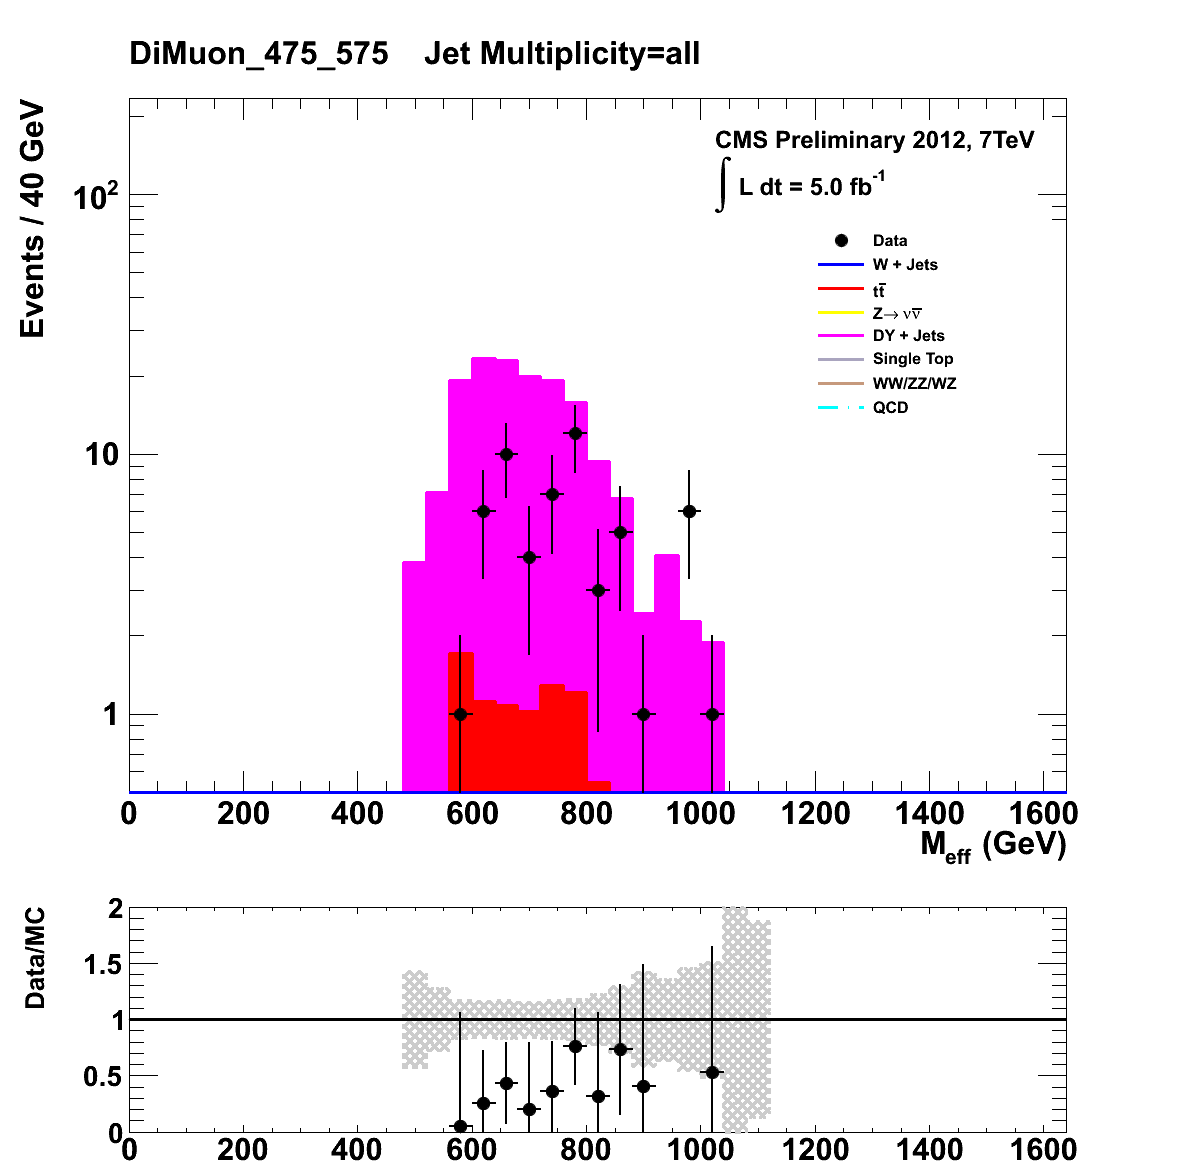 DiMuon_475_575 Jet Multiplicity=all
Events / 40 GeV
CMS Preliminary 2012, 7TeV
∫ L dt = 5.0 fb⁻¹
Data
W + Jets
tt̅
Z→ νν̅
DY + Jets
Single Top
WW/ZZ/WZ
QCD
10²
10
1
0 200 400 600 800 1000 1200 1400 1600
M_eff (GeV)
Data/MC
2
1.5
1
0.5
0
0 200 400 600 800 1000 1200 1400 1600